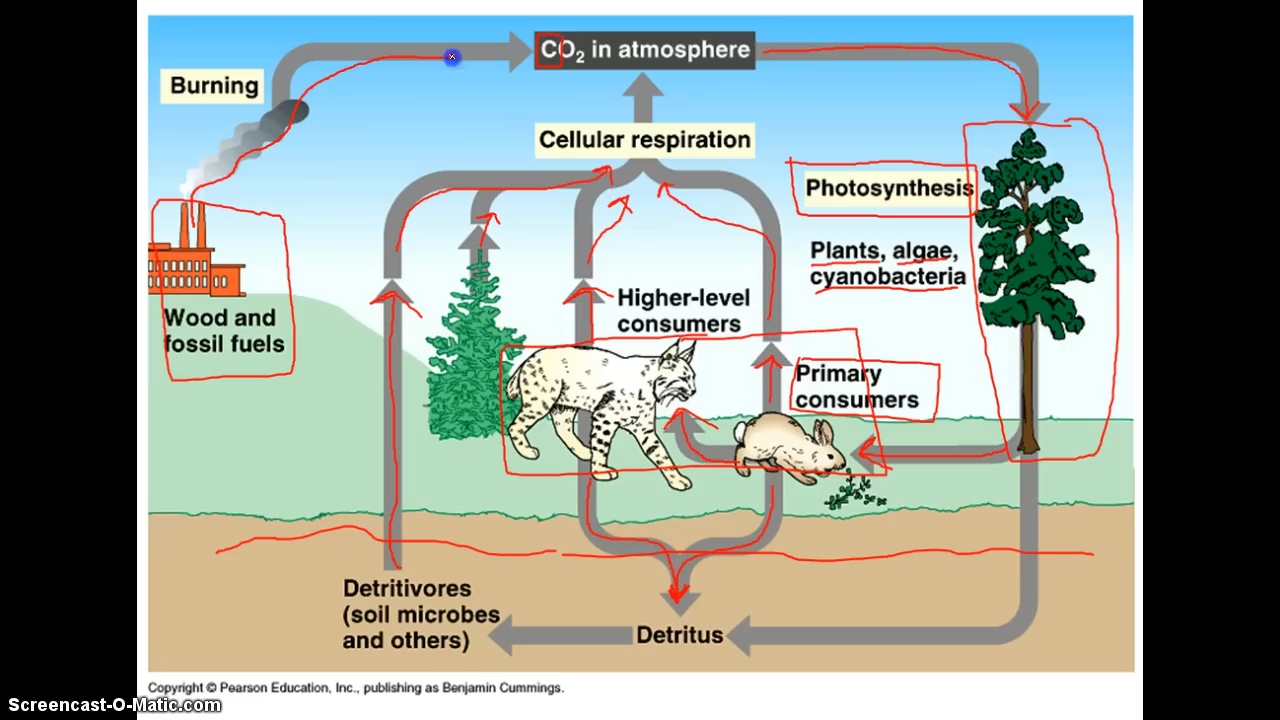 CO₂ in atmosphere
Burning
Cellular respiration
Photosynthesis
Plants, algae,
cyanobacteria
Higher-level
consumers
Wood and
fossil fuels
Primary
consumers
Detritivores
(soil microbes
and others)
Detritus
Copyright © Pearson Education, Inc., publishing as Benjamin Cummings.
Screencast-O-Matic.com